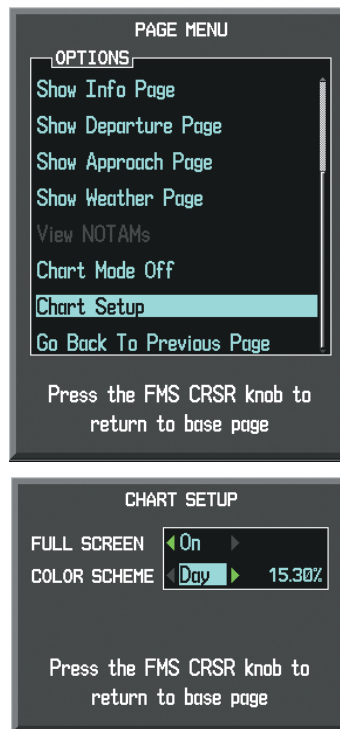 PAGE MENU
OPTIONS
Show Info Page
Show Departure Page
Show Approach Page
Show Weather Page
View NOTAMs
Chart Mode Off
Chart Setup
Go Back To Previous Page
Press the FMS CRSR knob to
return to base page
CHART SETUP
FULL SCREEN On
COLOR SCHEME Day 15.30%
Press the FMS CRSR knob to
return to base page